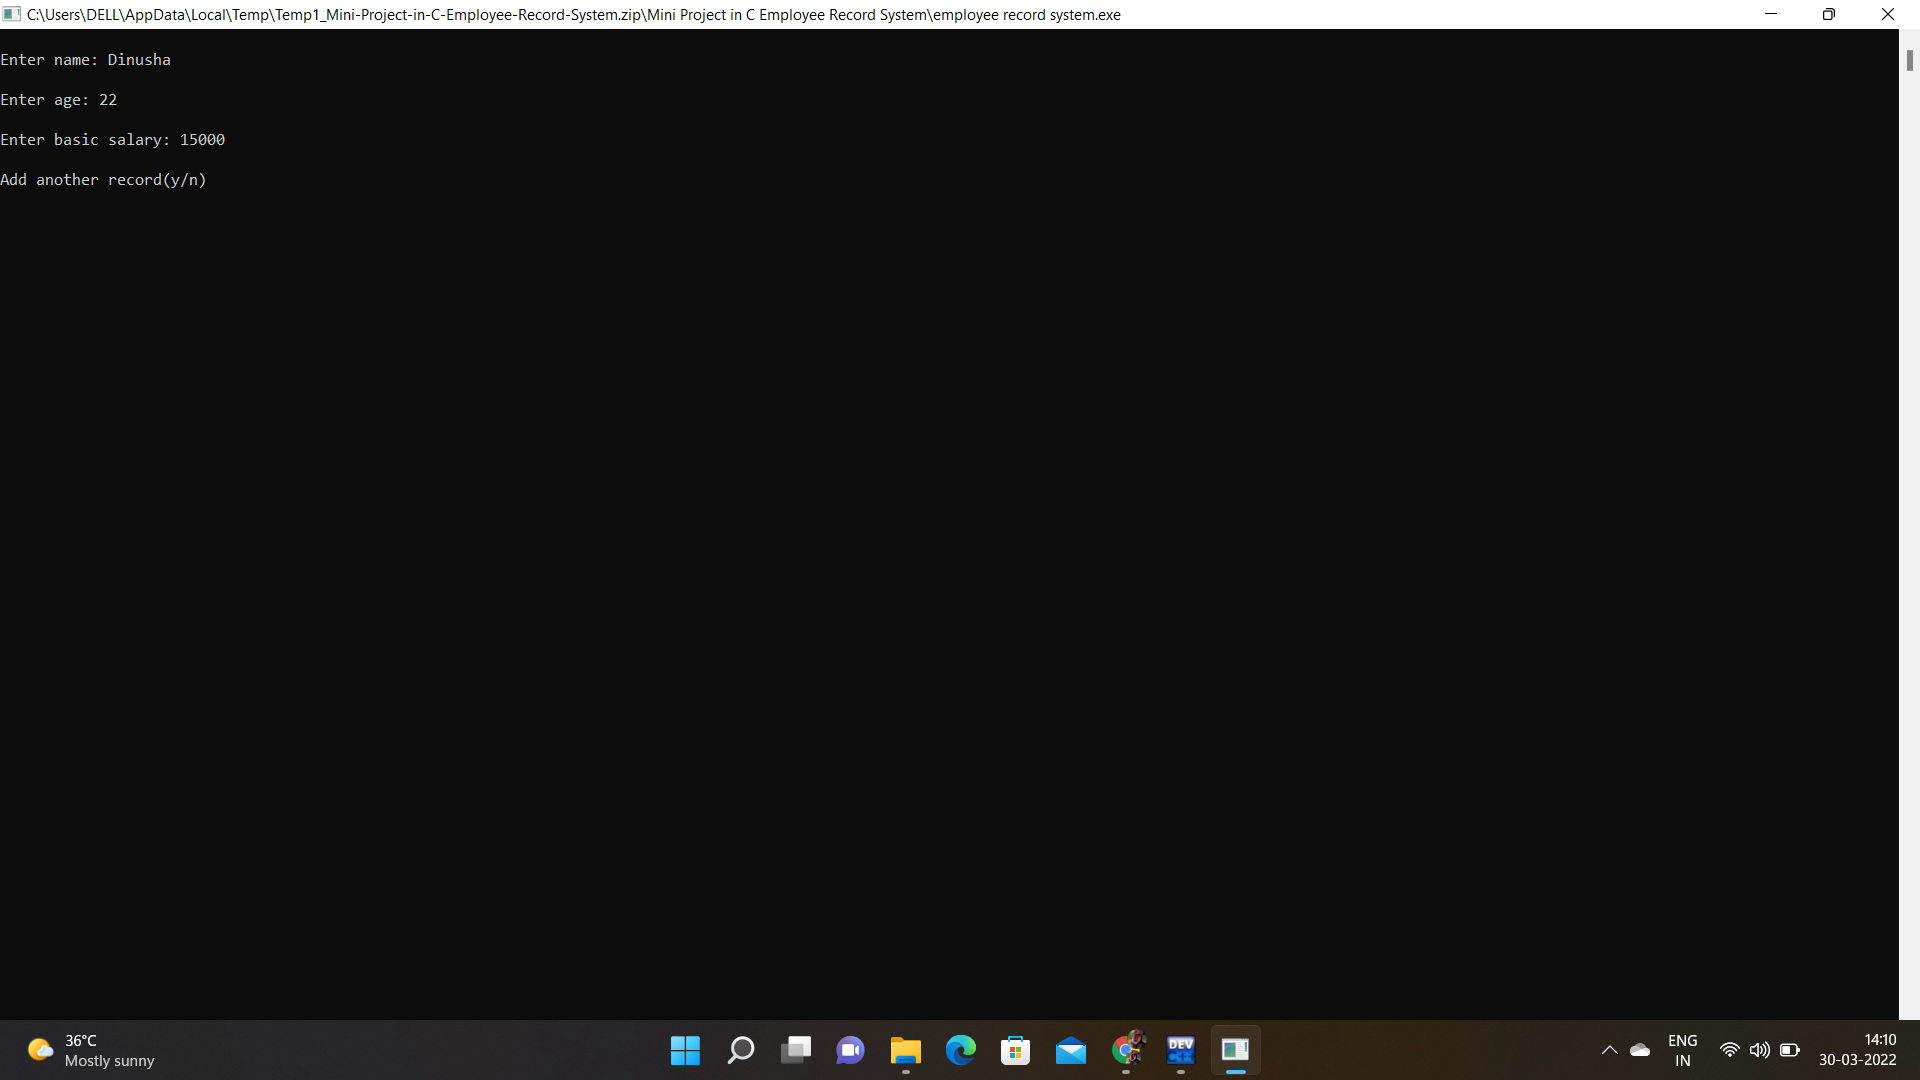 C:\Users\DELL\AppData\Local\Temp\Temp1_Mini-Project-in-C-Employee-Record-System.zip\Mini Project in C Employee Record System\employee record system.exe
Enter name: Dinusha
Enter age: 22
Enter basic salary: 15000
Add another record(y/n)
36°C
Mostly sunny
DEV
C++
ENG
IN
14:10
30-03-2022